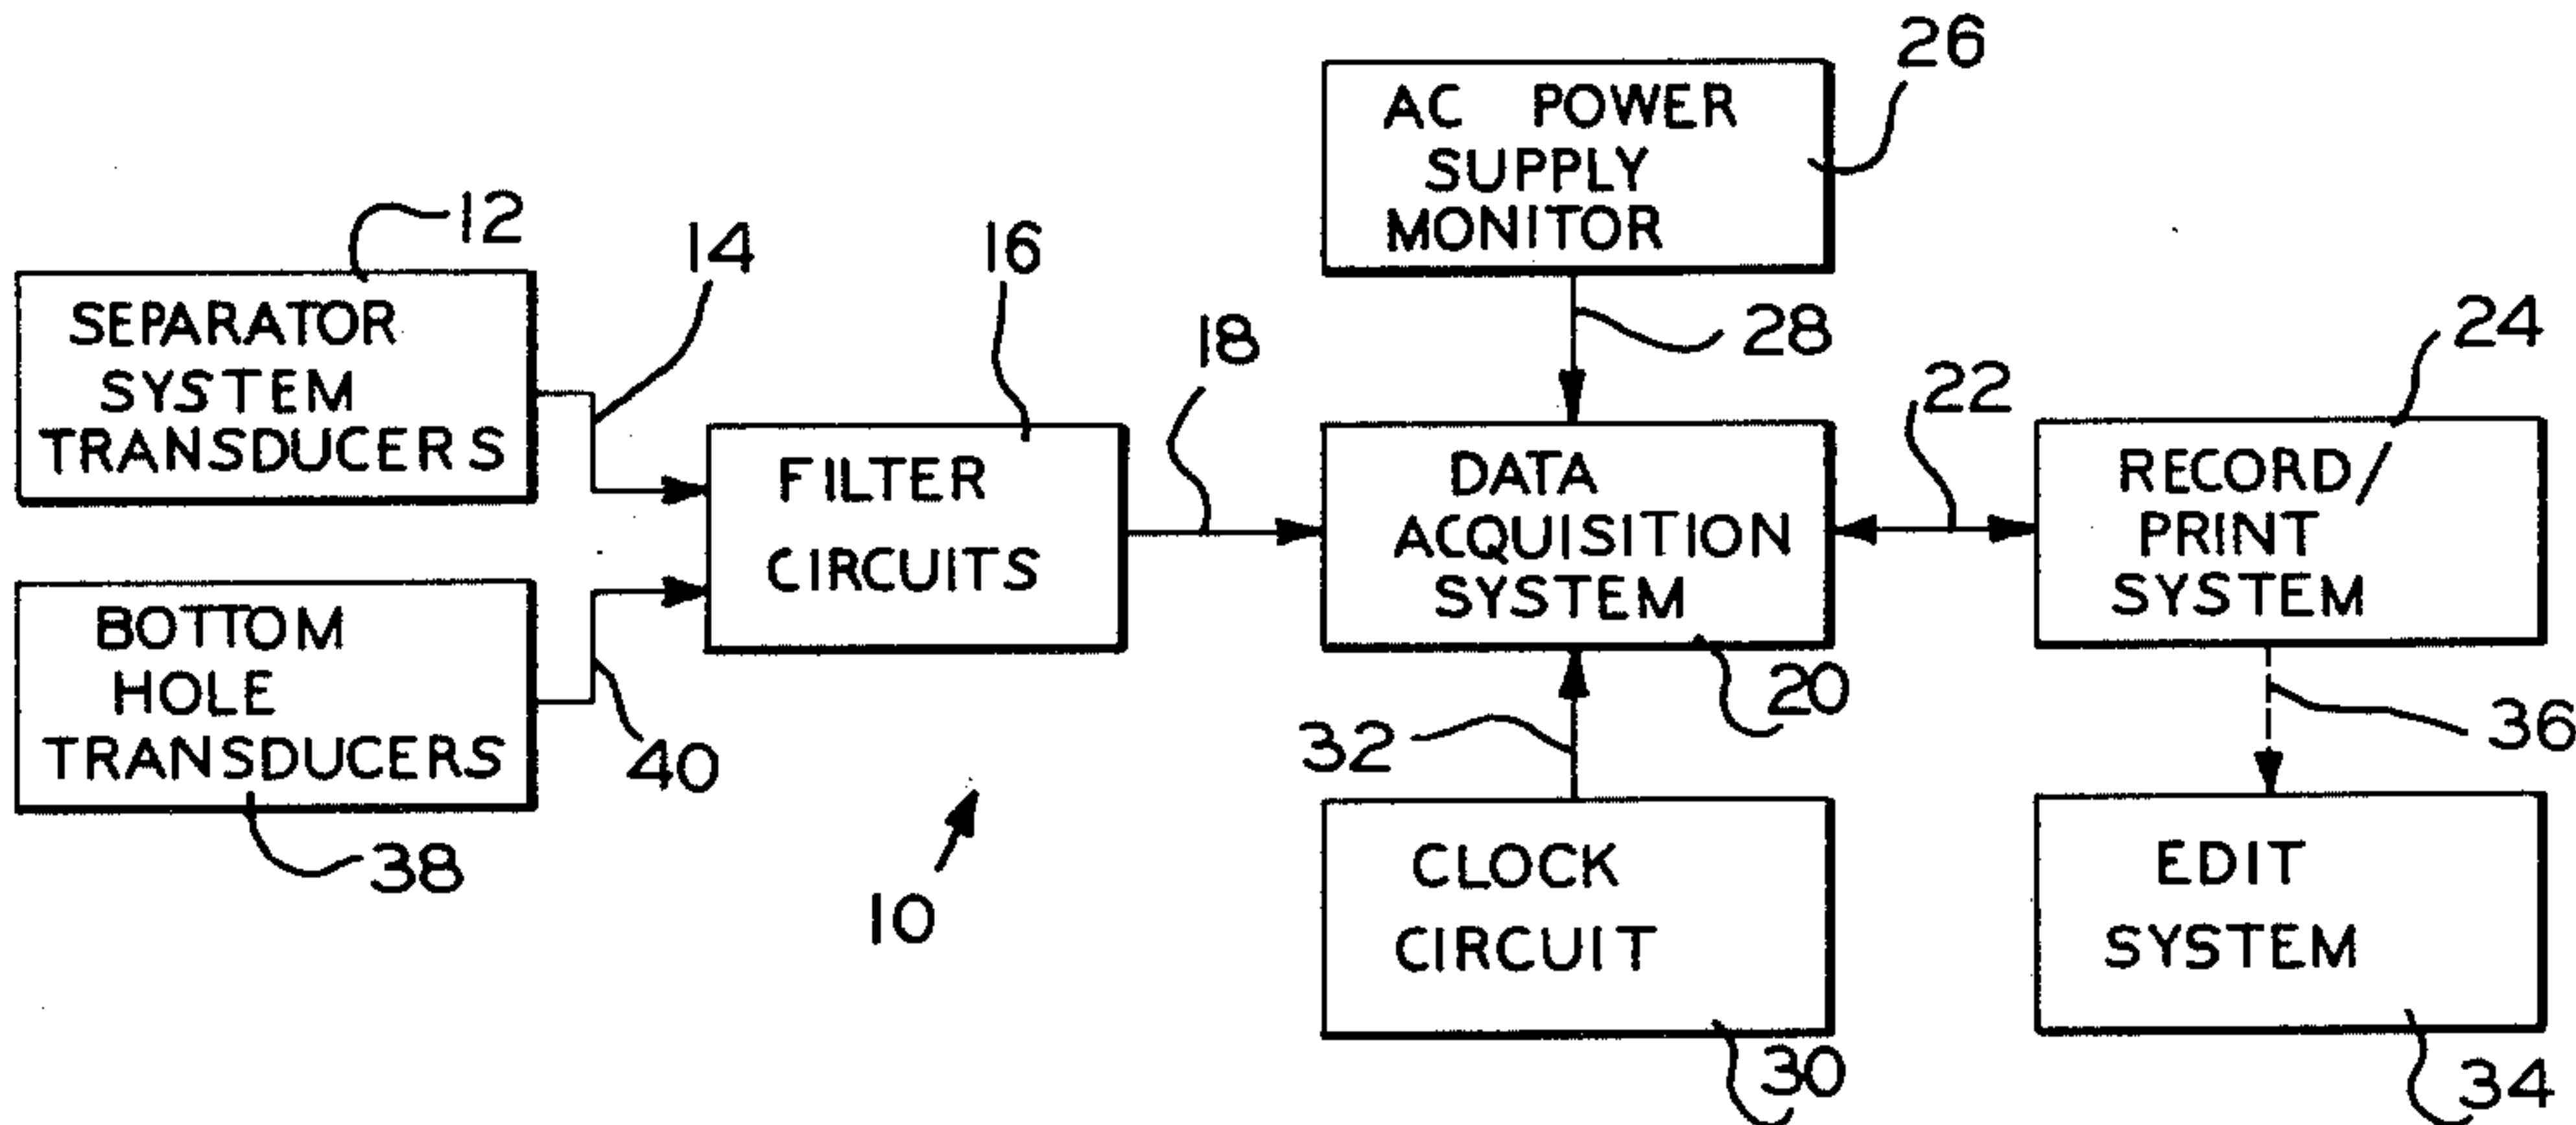 12
SEPARATOR
SYSTEM
TRANSDUCERS
14
BOTTOM
HOLE
TRANSDUCERS
38
40
16
FILTER
CIRCUITS
10
18
26
AC POWER
SUPPLY
MONITOR
28
DATA
ACQUISITION
SYSTEM
20
32
CLOCK
CIRCUIT
30
22
24
RECORD/
PRINT
SYSTEM
36
EDIT
SYSTEM
34